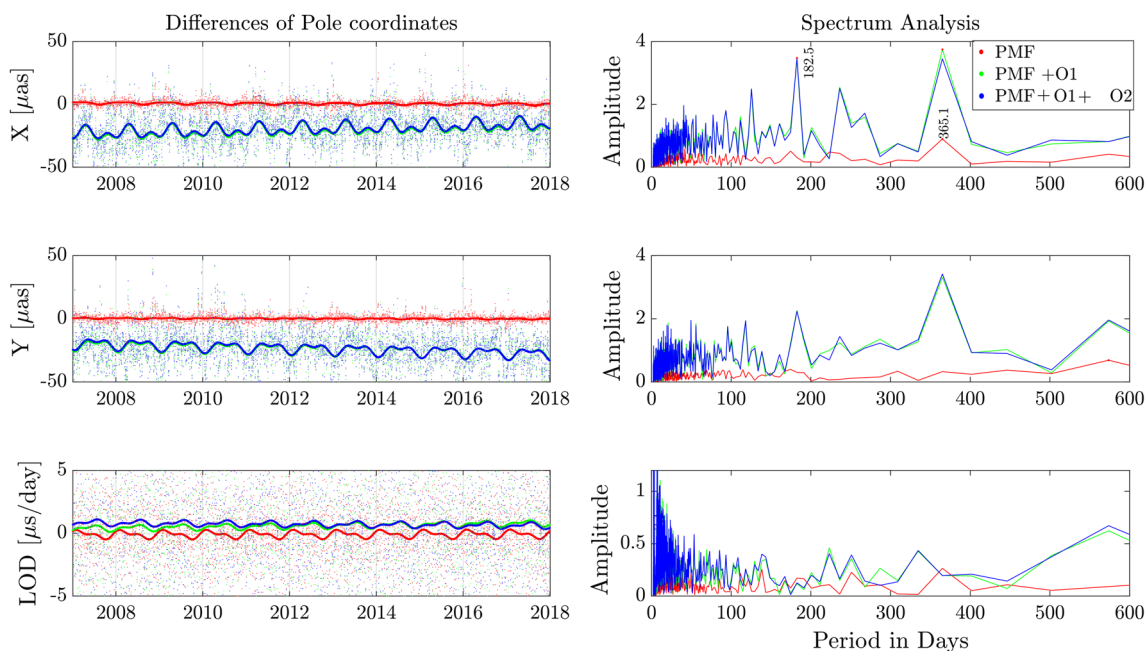 Differences of Pole coordinates
50
0
-50
X [μas]
2008 2010 2012 2014 2016 2018
Spectrum Analysis
4
2
0
Amplitude
182.5
365.1
PMF
PMF +O1
PMF+O1+ O2
0 100 200 300 400 500 600
50
0
-50
Y [μas]
2008 2010 2012 2014 2016 2018
4
2
0
Amplitude
0 100 200 300 400 500 600
5
0
-5
LOD [μs/day]
2008 2010 2012 2014 2016 2018
1
0.5
0
Amplitude
0 100 200 300 400 500 600
Period in Days